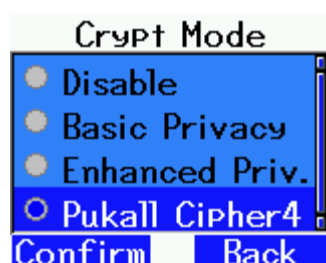 Crypt Mode
Disable
Basic Privacy
Enhanced Priv.
Pukall Cipher4
Confirm Back